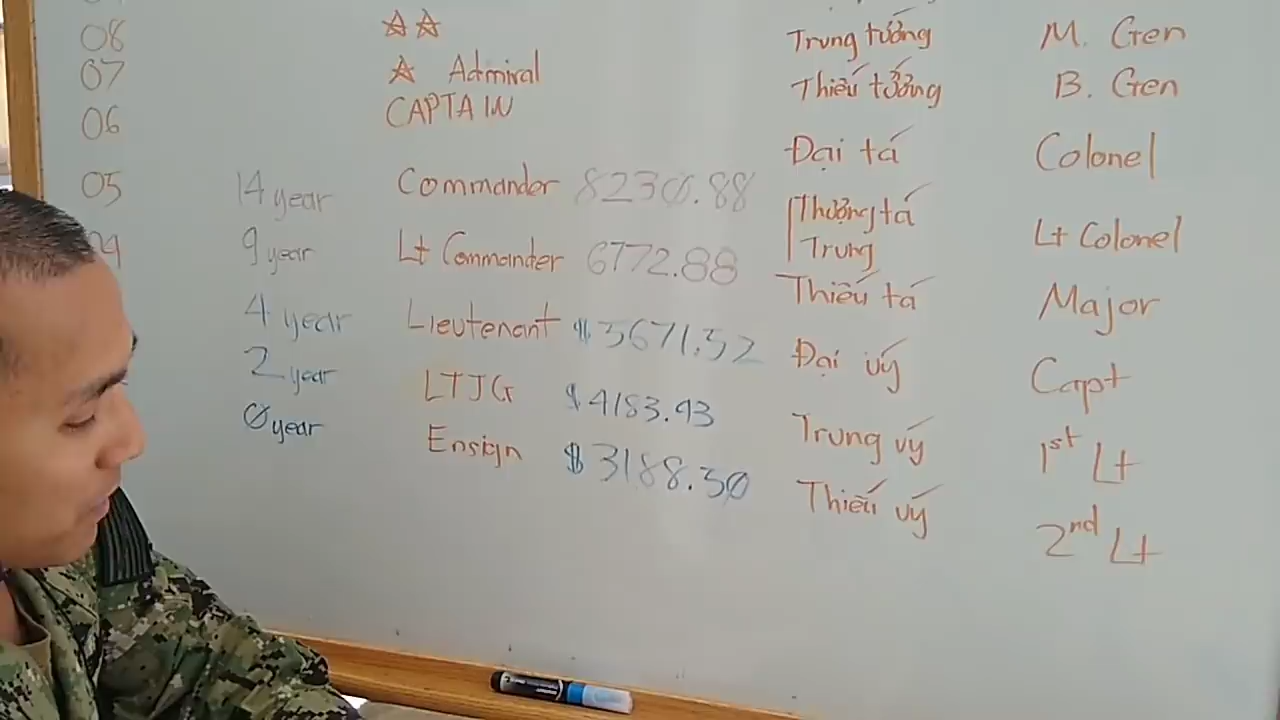 08 ☆☆ Trung tướng M. Gen
07 ☆ Admiral Thiếu tướng B. Gen
06 CAPTAIN Đại tá Colonel
05 14 year Commander 8230.88 Thượng tá
Trung Lt Colonel
04 9 year Lt Commander 6772.88 Thiếu tá Major
4 year Lieutenant $5671.52 Đại úy Capt
2 year LTJG $4183.93 Trung úy 1st Lt
0 year Ensign $3188.50 Thiếu úy 2nd Lt